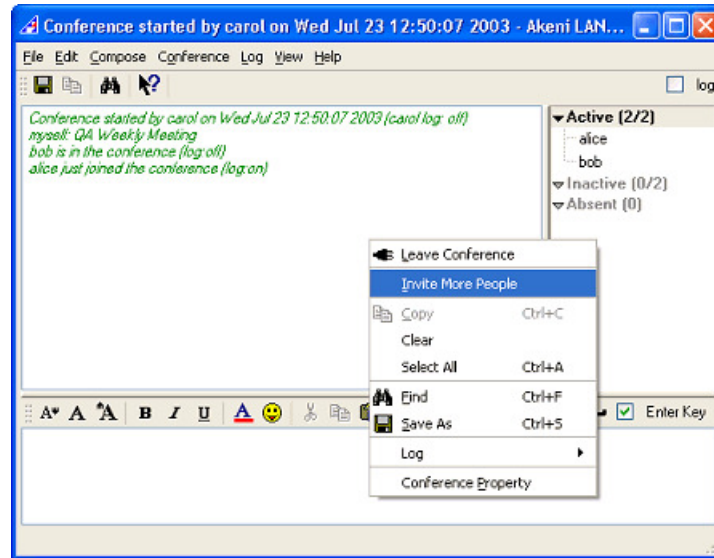 Conference started by carol on Wed Jul 23 12:50:07 2003 - Akeni LAN...
File Edit Compose Conference Log View Help
log
Conference started by carol on Wed Jul 23 12:50:07 2003 (carol log: off)
myself: QA Weekly Meeting
bob is in the conference (log:off)
alice just joined the conference (log:on)
Active (2/2)
alice
bob
Inactive (0/2)
Absent (0)
Leave Conference
Invite More People
Copy Ctrl+C
Clear
Select All Ctrl+A
Find Ctrl+F
Save As Ctrl+S
Log
Conference Property
A A A B I U A
Enter Key